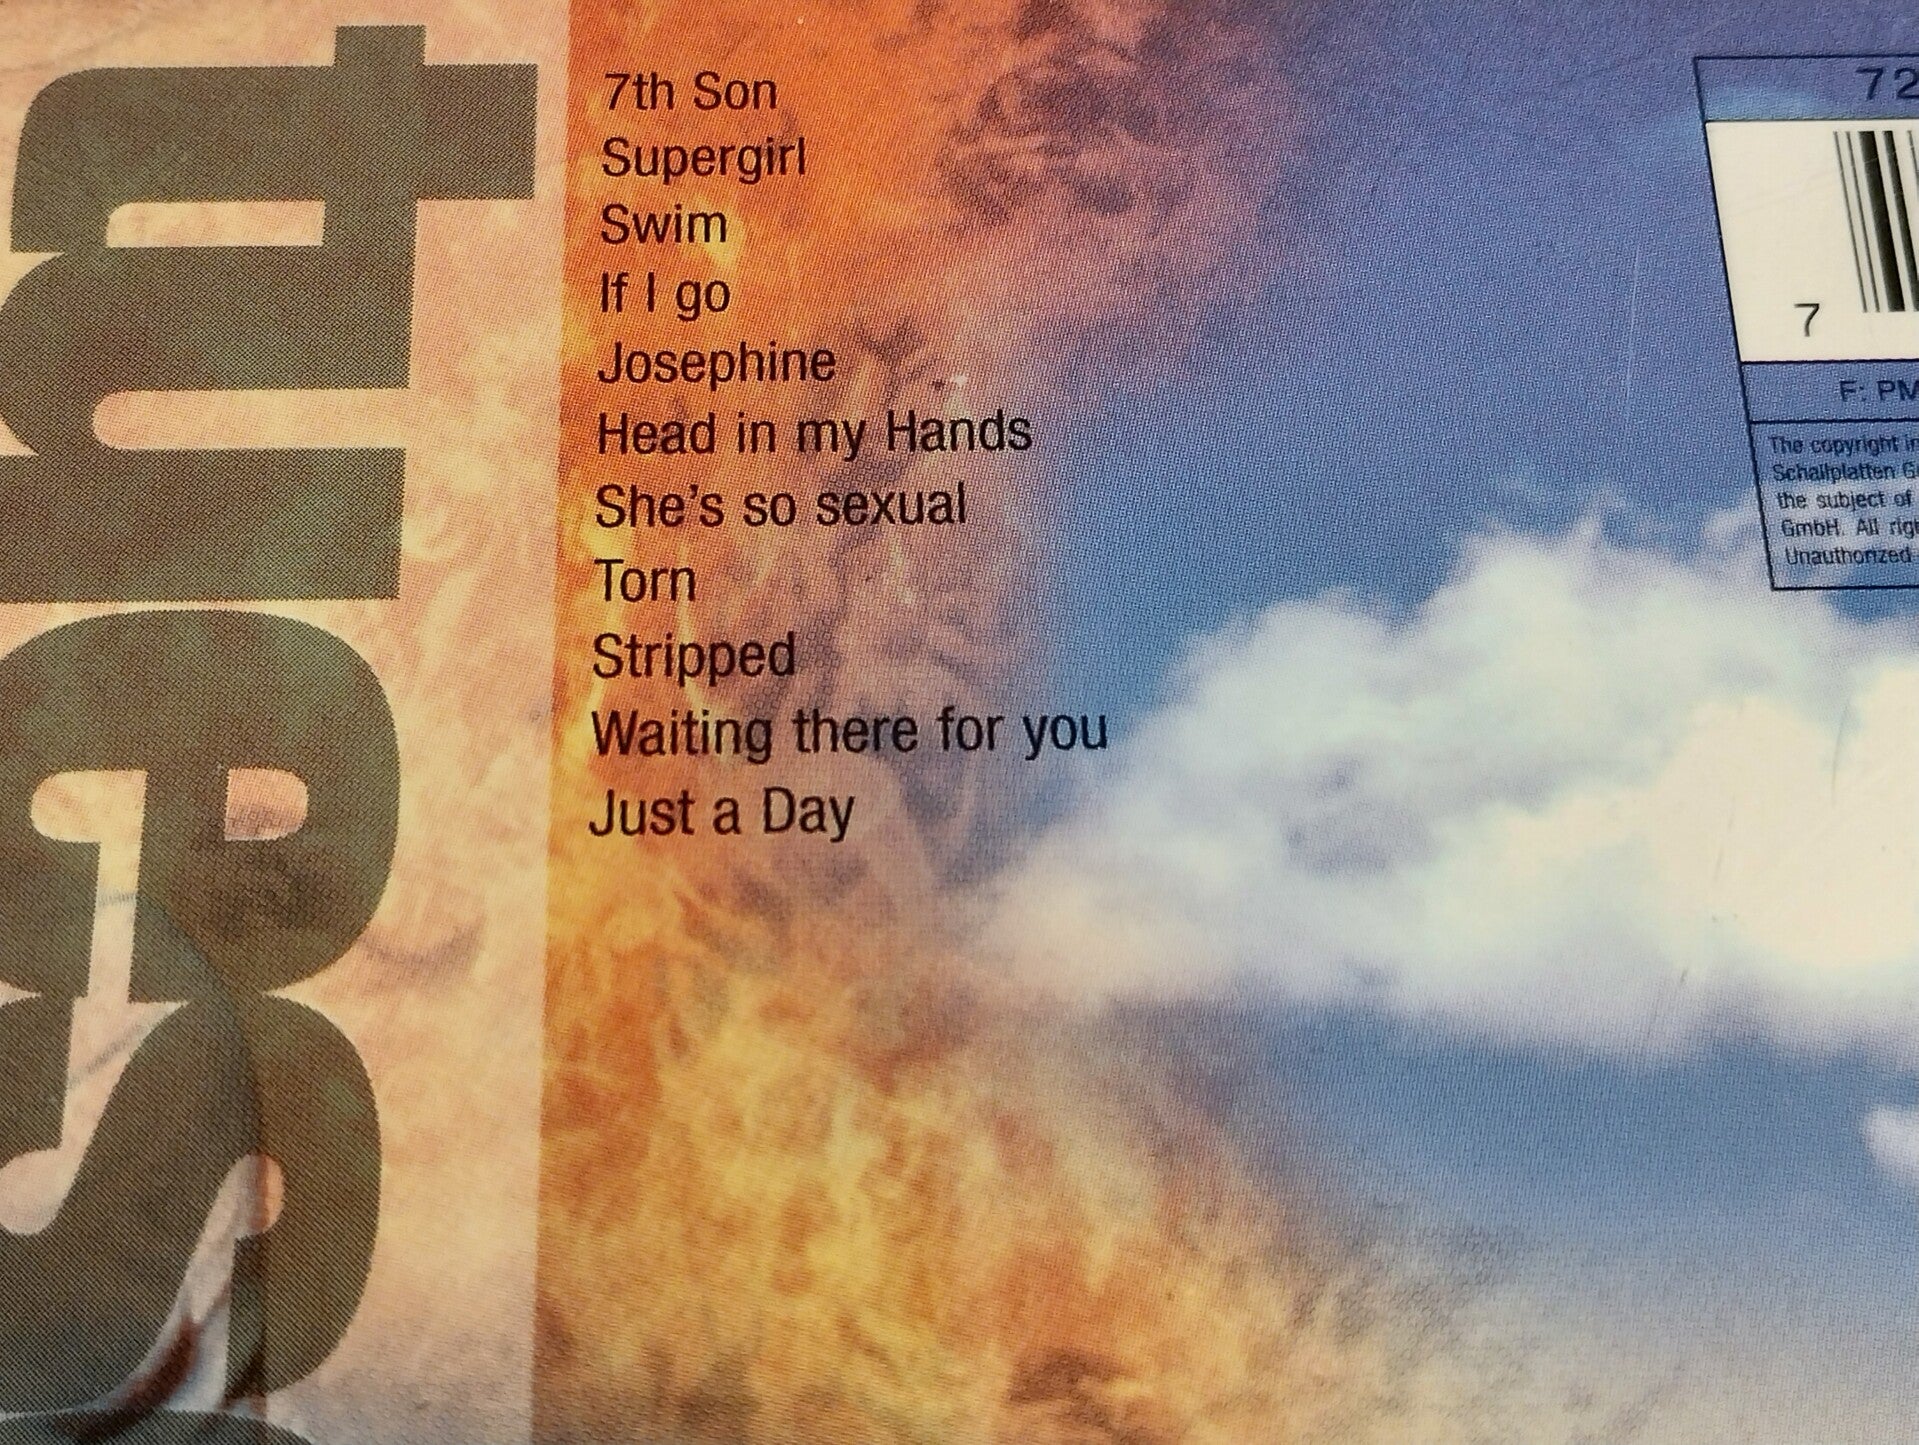 7th Son
Supergirl
Swim
If I go
Josephine
Head in my Hands
She's so sexual
Torn
Stripped
Waiting there for you
Just a Day
72
7
F: PM
The copyright in
Schallplatten
the subject of
GmbH. All
Unauthorized